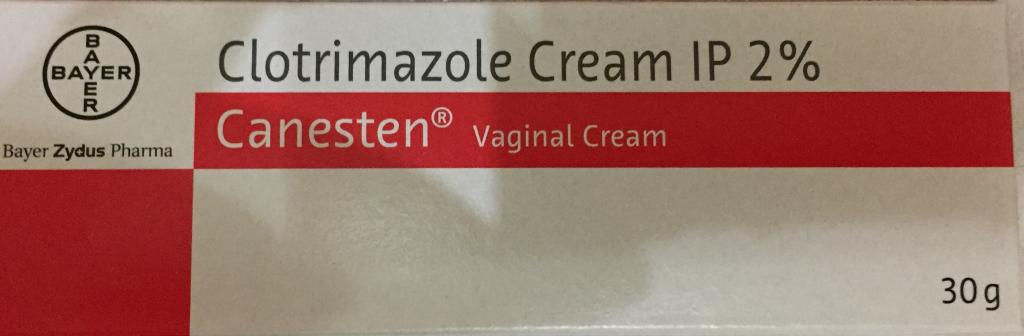 BAYER
BAYER
Bayer Zydus Pharma
Clotrimazole Cream IP 2%
Canesten® Vaginal Cream
30g